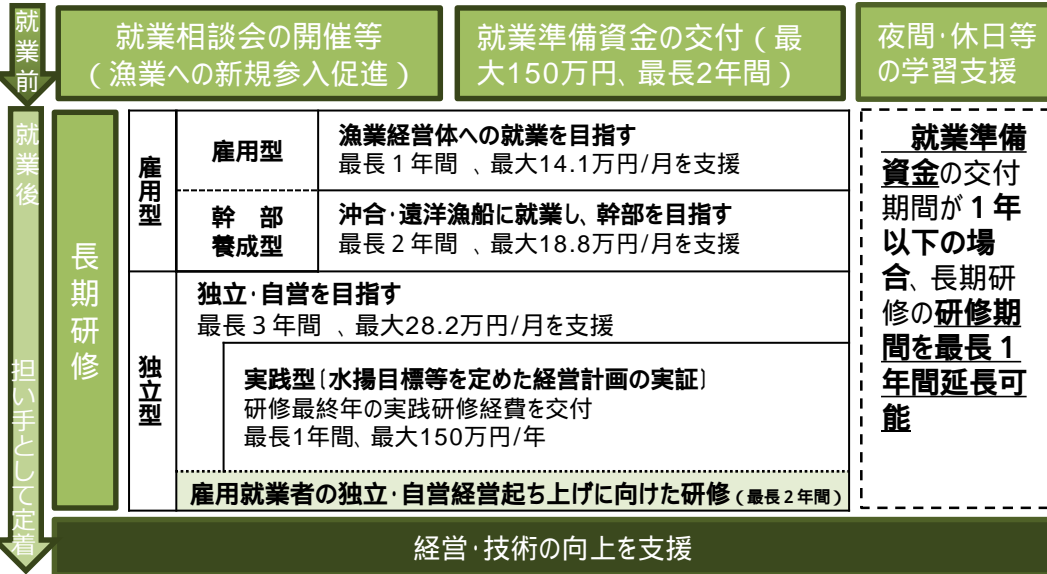 就業前
就業相談会の開催等
（漁業への新規参入促進）
就業準備資金の交付（最
大150万円、最長2年間）
夜間・休日等
の学習支援
就業後
担い手として定着
長期研修
雇用型
雇用型
漁業経営体への就業を目指す
最長１年間 、最大14.1万円/月を支援
幹　部
養成型
沖合・遠洋漁船に就業し、幹部を目指す
最長２年間 、最大18.8万円/月を支援
独立型
独立・自営を目指す
最長３年間 、最大28.2万円/月を支援
実践型〔水揚目標等を定めた経営計画の実証〕
研修最終年の実践研修経費を交付
最長1年間、最大150万円/年
雇用就業者の独立・自営経営起ち上げに向けた研修（最長２年間）
就業準備
資金の交付
期間が１年
以下の場
合、長期研
修の研修期
間を最長１
年間延長可
能
経営・技術の向上を支援